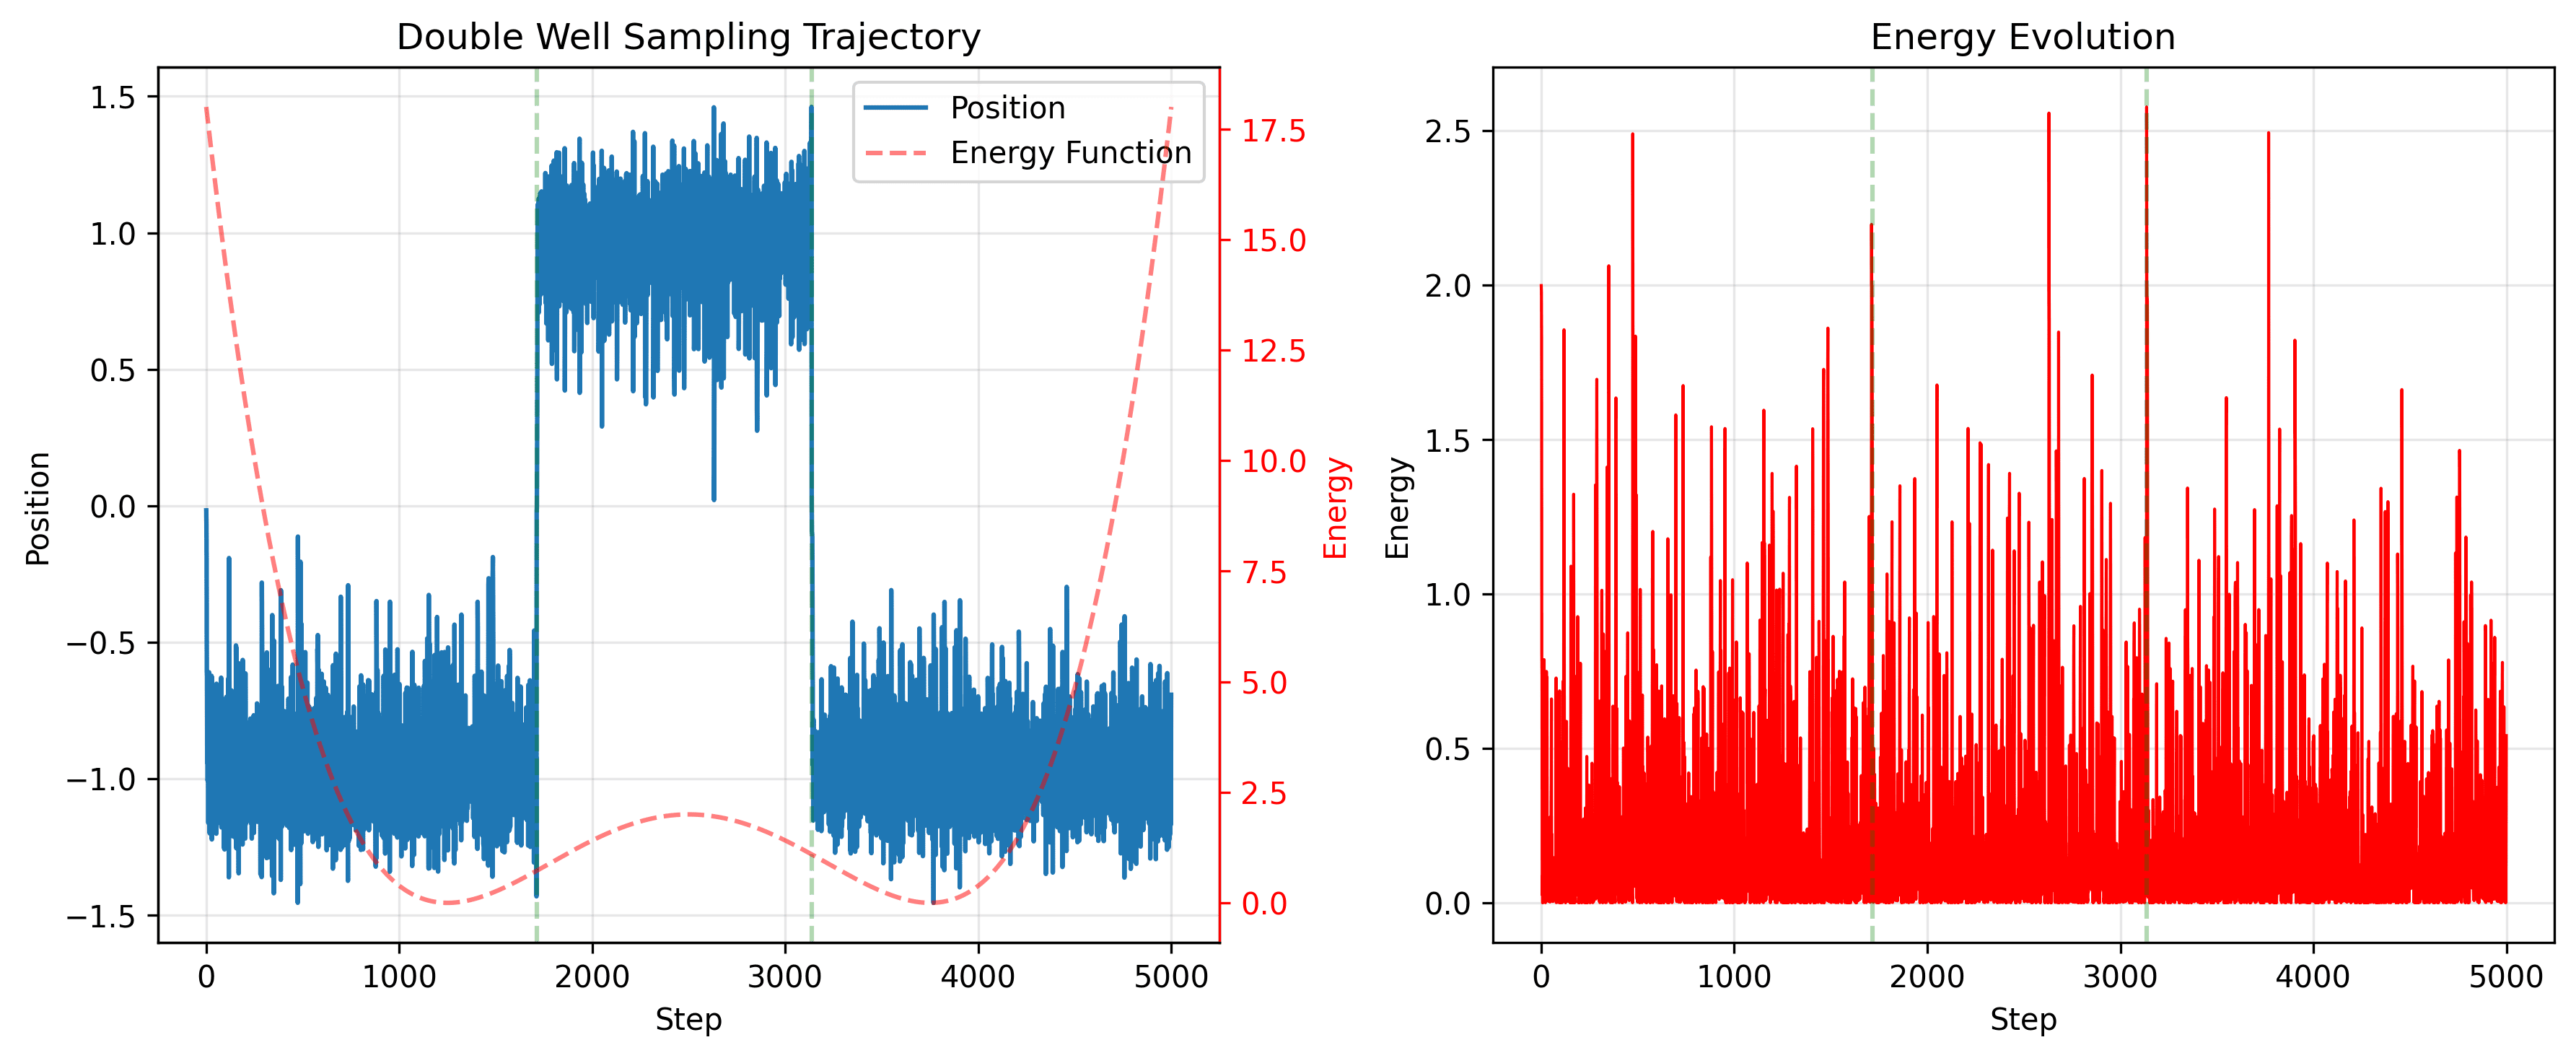 Double Well Sampling Trajectory
Position
1.5
1.0
0.5
0.0
−0.5
−1.0
−1.5
Position
Energy Function
17.5
15.0
12.5
10.0
7.5
5.0
2.5
0.0
Energy
0 1000 2000 3000 4000 5000
Step
Energy Evolution
Energy
2.5
2.0
1.5
1.0
0.5
0.0
0 1000 2000 3000 4000 5000
Step